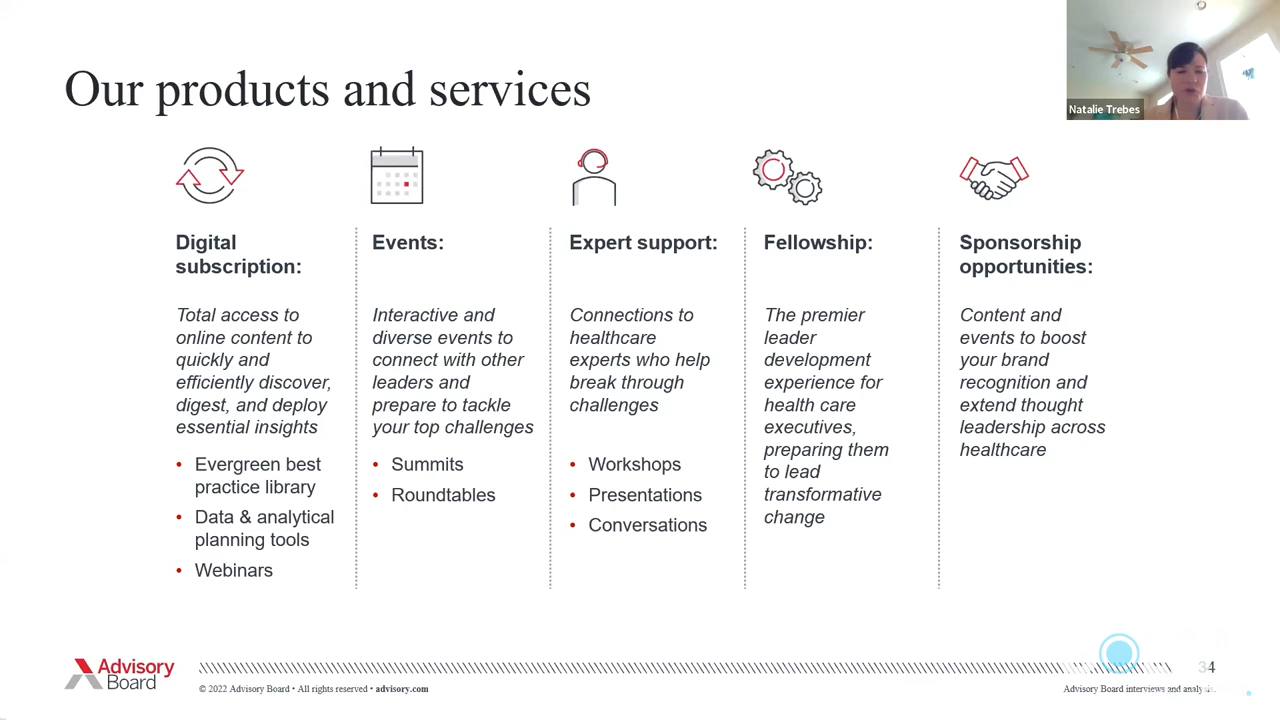 Our products and services
Natalie Trebes
Digital
subscription:
Total access to
online content to
quickly and
efficiently discover,
digest, and deploy
essential insights
• Evergreen best
practice library
• Data & analytical
planning tools
• Webinars
Events:
Interactive and
diverse events to
connect with other
leaders and
prepare to tackle
your top challenges
• Summits
• Roundtables
Expert support:
Connections to
healthcare
experts who help
break through
challenges
• Workshops
• Presentations
• Conversations
Fellowship:
The premier
leader
development
experience for
health care
executives,
preparing them
to lead
transformative
change
Sponsorship
opportunities:
Content and
events to boost
your brand
recognition and
extend thought
leadership across
healthcare
Advisory
Board
34
© 2022 Advisory Board • All rights reserved • advisory.com
Advisory Board interviews and analysis.